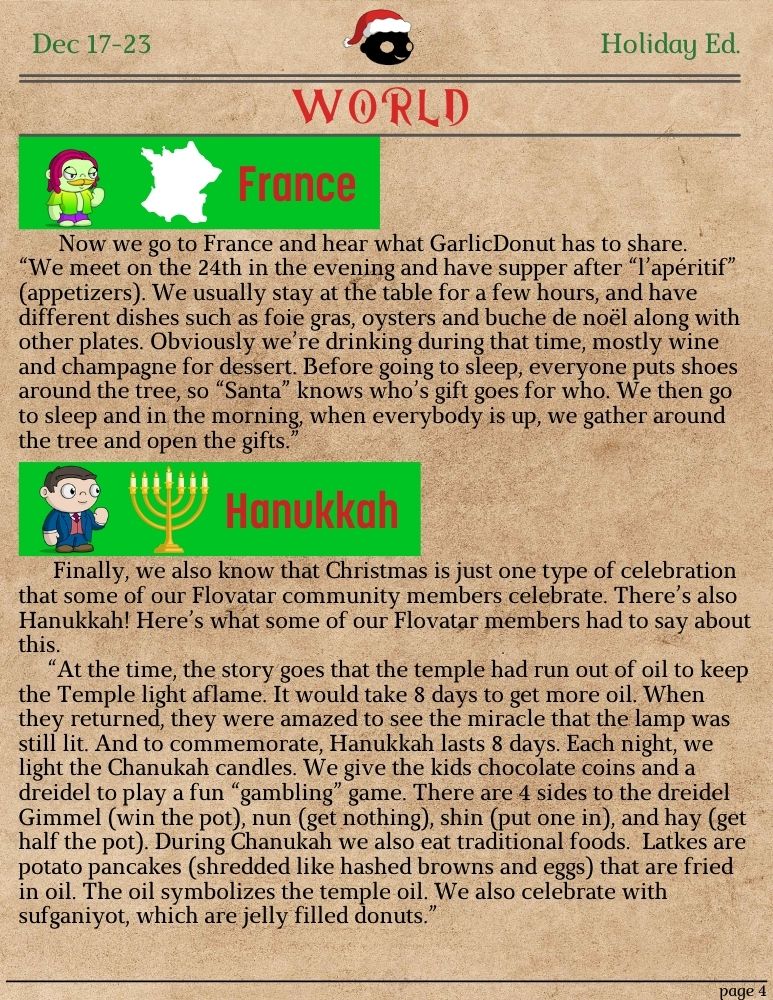 Dec 17-23
Holiday Ed.
WORLD
France
Now we go to France and hear what GarlicDonut has to share.
“We meet on the 24th in the evening and have supper after “l’apéritif”
(appetizers). We usually stay at the table for a few hours, and have
different dishes such as foie gras, oysters and buche de noël along with
other plates. Obviously we’re drinking during that time, mostly wine
and champagne for dessert. Before going to sleep, everyone puts shoes
around the tree, so “Santa” knows who’s gift goes for who. We then go
to sleep and in the morning, when everybody is up, we gather around
the tree and open the gifts.”
Hanukkah
Finally, we also know that Christmas is just one type of celebration
that some of our Flovatar community members celebrate. There’s also
Hanukkah! Here’s what some of our Flovatar members had to say about
this.
“At the time, the story goes that the temple had run out of oil to keep
the Temple light aflame. It would take 8 days to get more oil. When
they returned, they were amazed to see the miracle that the lamp was
still lit. And to commemorate, Hanukkah lasts 8 days. Each night, we
light the Chanukah candles. We give the kids chocolate coins and a
dreidel to play a fun “gambling” game. There are 4 sides to the dreidel
Gimmel (win the pot), nun (get nothing), shin (put one in), and hay (get
half the pot). During Chanukah we also eat traditional foods. Latkes are
potato pancakes (shredded like hashed browns and eggs) that are fried
in oil. The oil symbolizes the temple oil. We also celebrate with
sufganiyot, which are jelly filled donuts.”
page 4